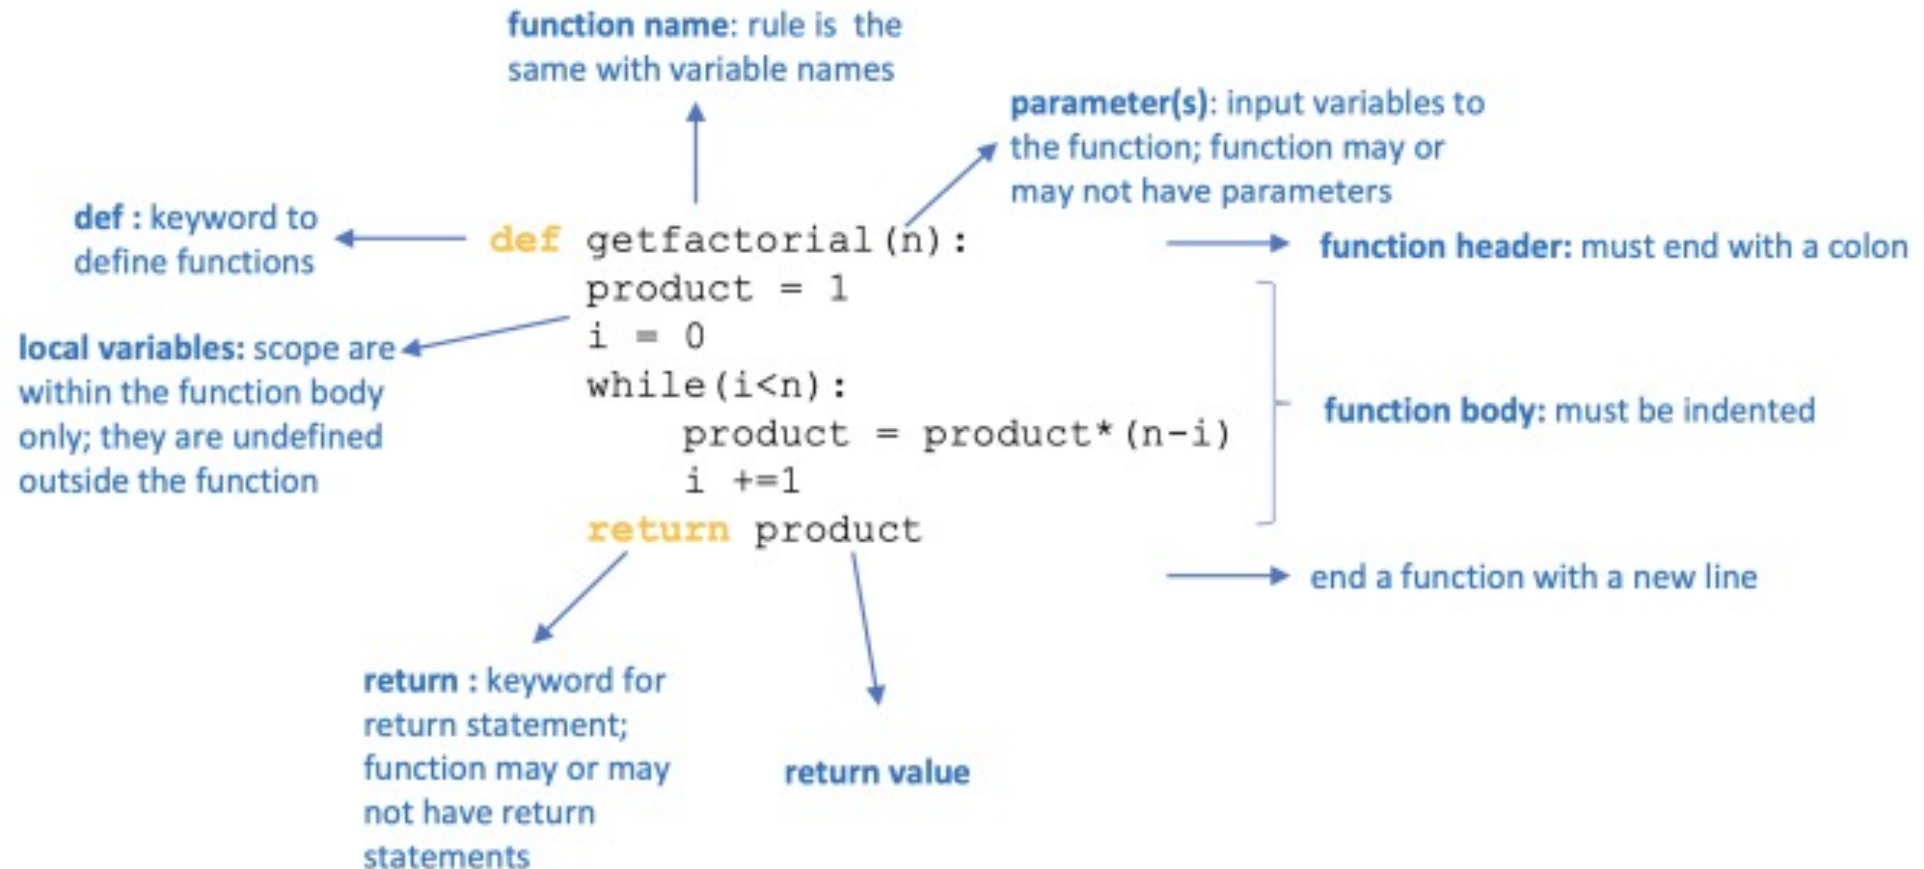 function name: rule is the
same with variable names
parameter(s): input variables to
the function; function may or
may not have parameters
def : keyword to
define functions
def getfactorial(n):
function header: must end with a colon
product = 1
i = 0
while(i<n):
product = product*(n-i)
i +=1
return product
local variables: scope are
within the function body
only; they are undefined
outside the function
function body: must be indented
end a function with a new line
return : keyword for
return statement;
function may or may
not have return
statements
return value